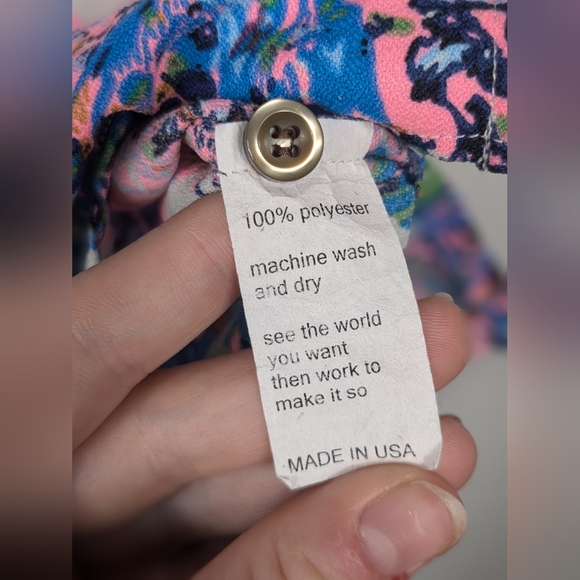 100% polyester
machine wash
and dry
see the world
you want
then work to
make it so
MADE IN USA